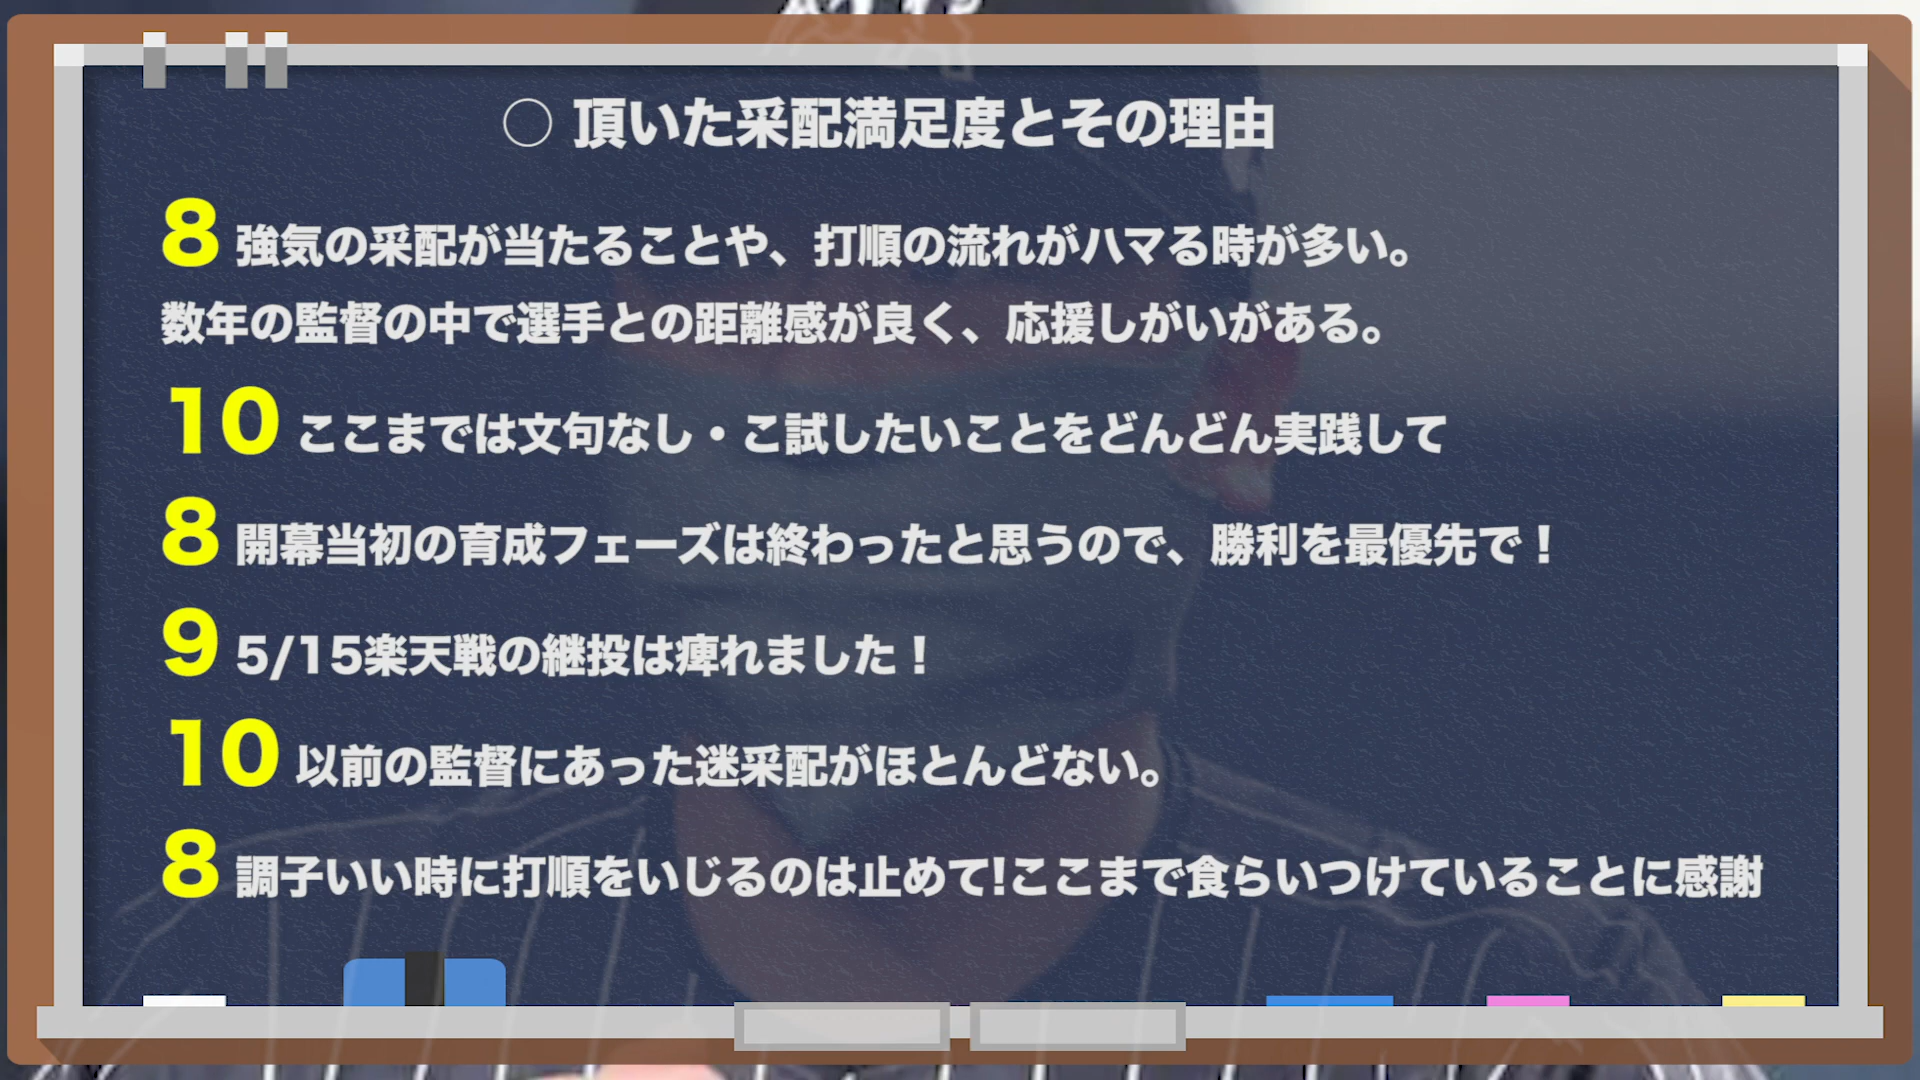 ○ 頂いた采配満足度とその理由
8 強気の采配が当たることや、打順の流れがハマる時が多い。
数年の監督の中で選手との距離感が良く、応援しがいがある。
10 ここまでは文句なし・こ試したいことをどんどん実践して
8 開幕当初の育成フェーズは終わったと思うので、勝利を最優先で！
9 5/15楽天戦の継投は痺れました！
10 以前の監督にあった迷采配がほとんどない。
8 調子いい時に打順をいじるのは止めて!ここまで食らいつけていることに感謝